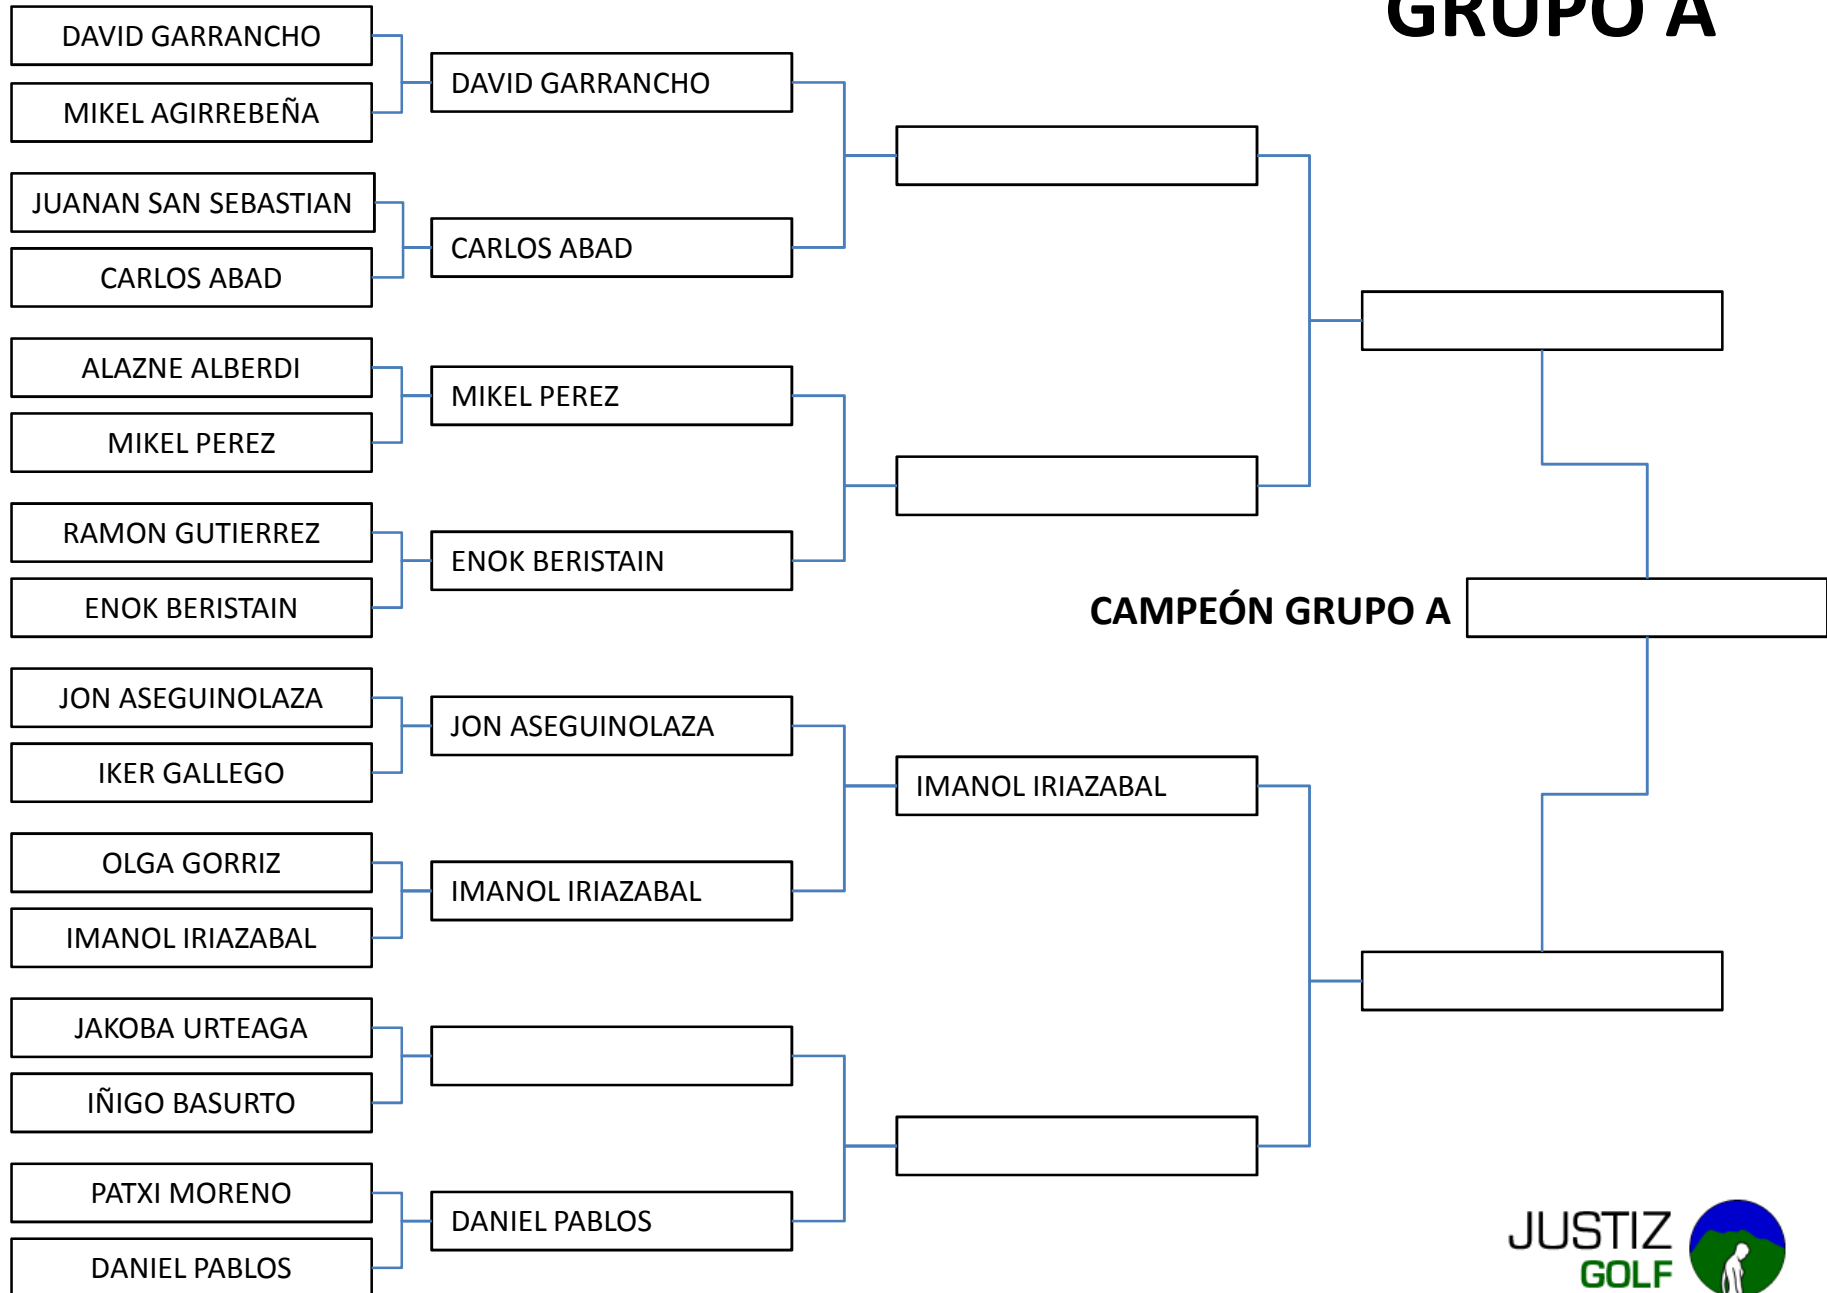 GRUPO A
DAVID GARRANCHO
MIKEL AGIRREBEÑA
JUANAN SAN SEBASTIAN
CARLOS ABAD
ALAZNE ALBERDI
MIKEL PEREZ
RAMON GUTIERREZ
ENOK BERISTAIN
JON ASEGUINOLAZA
IKER GALLEGO
OLGA GORRIZ
IMANOL IRIAZABAL
JAKOBA URTEAGA
IÑIGO BASURTO
PATXI MORENO
DANIEL PABLOS
DAVID GARRANCHO
CARLOS ABAD
MIKEL PEREZ
ENOK BERISTAIN
JON ASEGUINOLAZA
IMANOL IRIAZABAL
DANIEL PABLOS
IMANOL IRIAZABAL
CAMPEÓN GRUPO A
JUSTIZ
GOLF